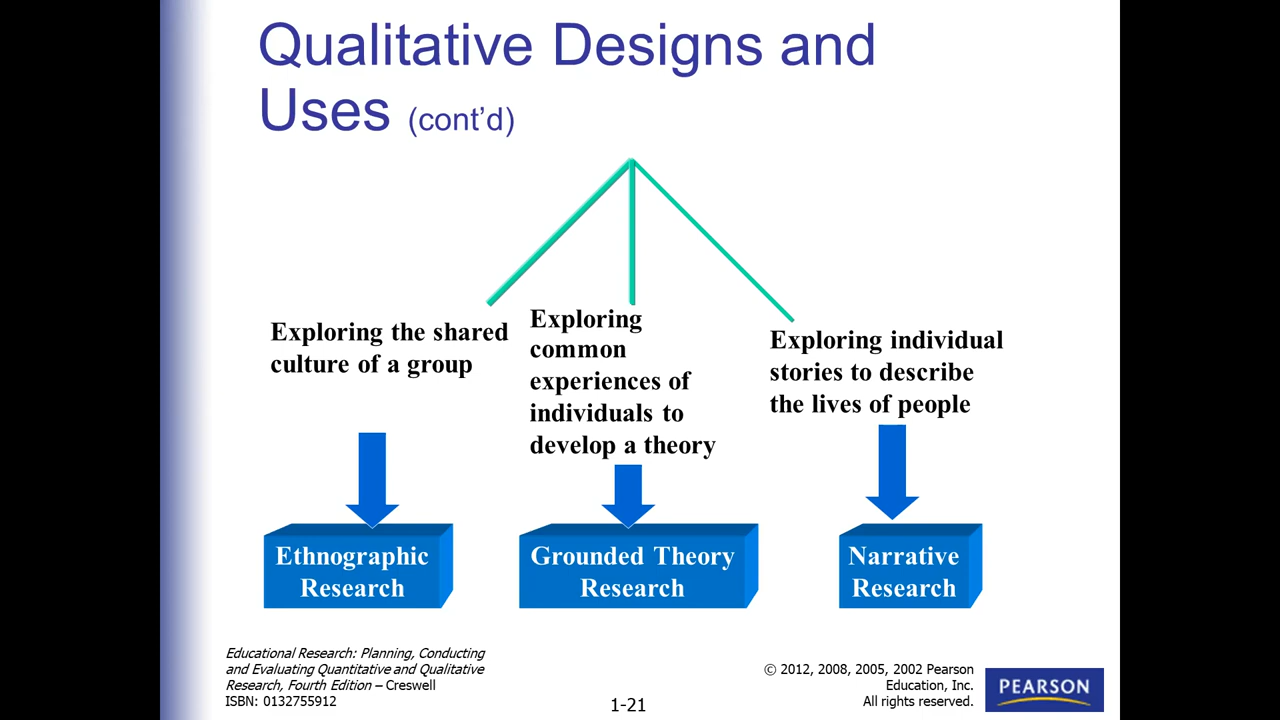 Qualitative Designs and
Uses (cont’d)
Exploring the shared
culture of a group
Exploring
common
experiences of
individuals to
develop a theory
Exploring individual
stories to describe
the lives of people
Ethnographic
Research
Grounded Theory
Research
Narrative
Research
Educational Research: Planning, Conducting
and Evaluating Quantitative and Qualitative
Research, Fourth Edition – Creswell
ISBN: 0132755912
1-21
© 2012, 2008, 2005, 2002 Pearson
Education, Inc.
All rights reserved.
PEARSON